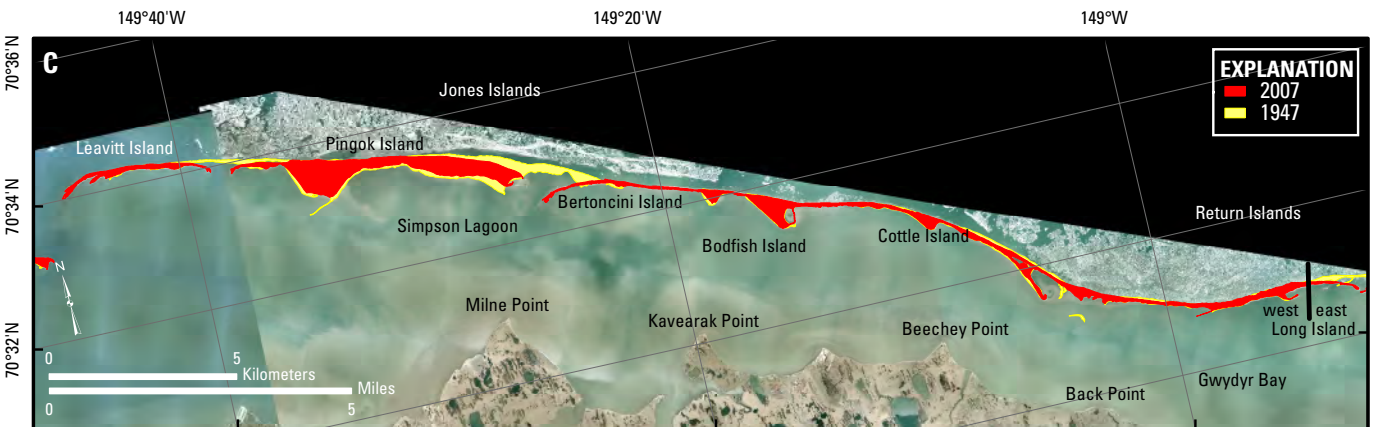 149°40'W
149°20'W
149°W
70°36'N
C
EXPLANATION
2007
1947
Jones Islands
Leavitt Island
Pingok Island
70°34'N
Bertoncini Island
Return Islands
Simpson Lagoon
Bodfish Island
Cottle Island
N
Milne Point
Kavearak Point
Beechey Point
west
east
Long Island
70°32'N
0
5
Kilometers
Miles
0
5
Back Point
Gwydyr Bay